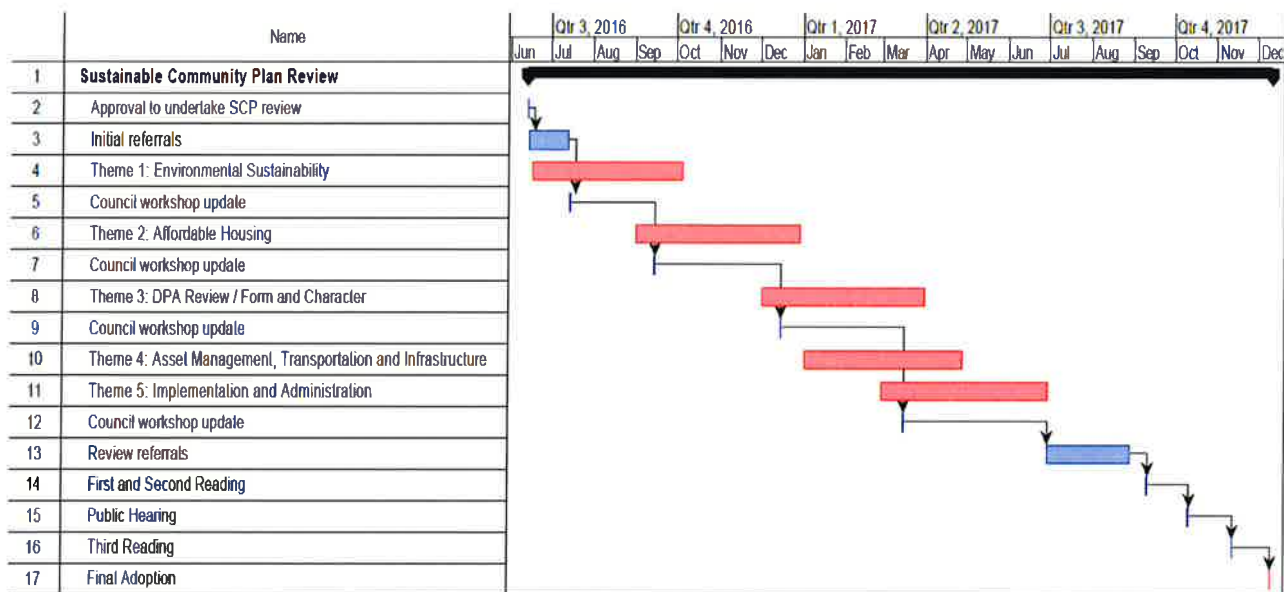 Name
Qtr 3, 2016 Qtr 4, 2016 Qtr 1, 2017 Qtr 2, 2017 Qtr 3, 2017 Qtr 4, 2017
Jun Jul Aug Sep Oct Nov Dec Jan Feb Mar Apr May Jun Jul Aug Sep Oct Nov Dec
1 Sustainable Community Plan Review
2 Approval to undertake SCP review
3 Initial referrals
4 Theme 1: Environmental Sustainability
5 Council workshop update
6 Theme 2: Affordable Housing
7 Council workshop update
8 Theme 3: DPA Review / Form and Character
9 Council workshop update
10 Theme 4: Asset Management, Transportation and Infrastructure
11 Theme 5: Implementation and Administration
12 Council workshop update
13 Review referrals
14 First and Second Reading
15 Public Hearing
16 Third Reading
17 Final Adoption